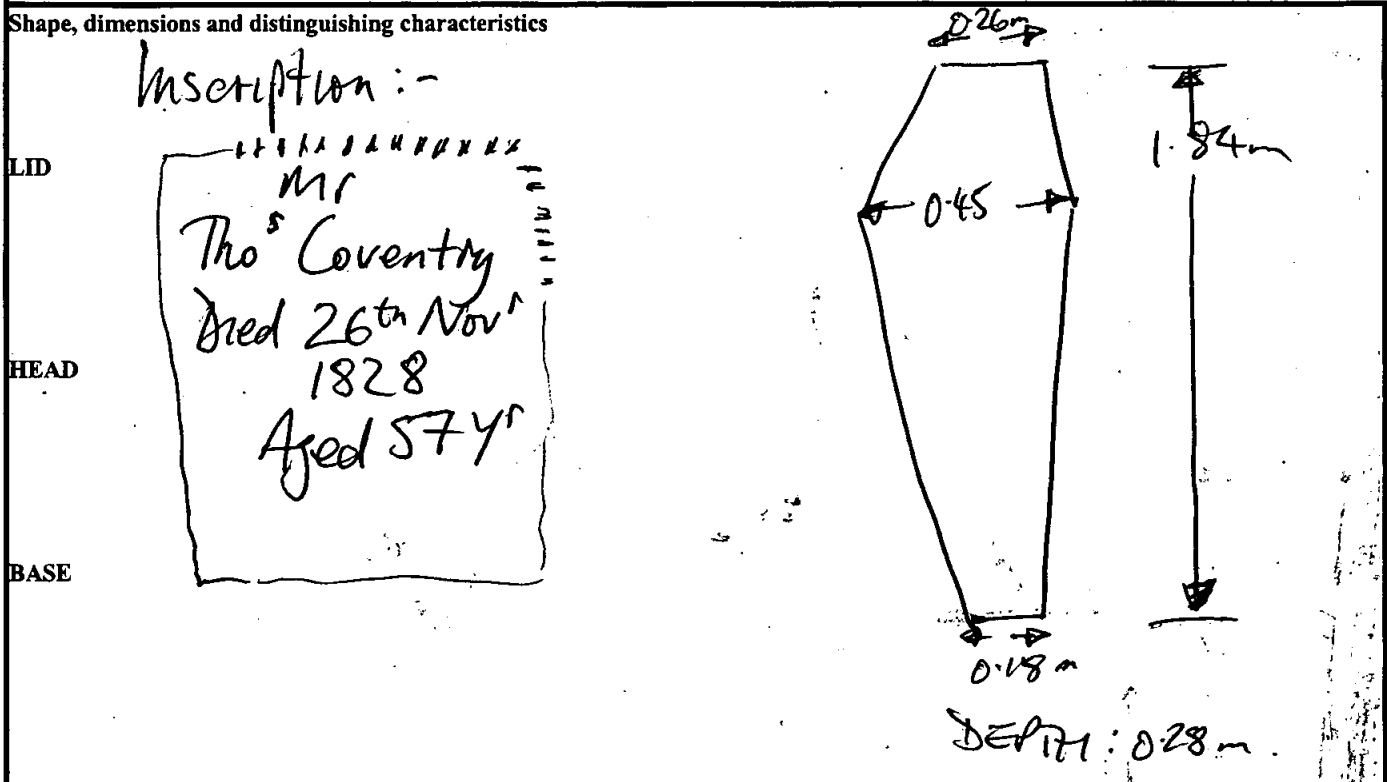 Shape, dimensions and distinguishing characteristics
Inscription :-
LID
Mr
Thoˢ Coventry
Died 26th Novʳ
HEAD
1828
Aged 57 Yʳ
BASE
0.26m
1.84m
0.45
0.18m
DEPTH : 0.28m.